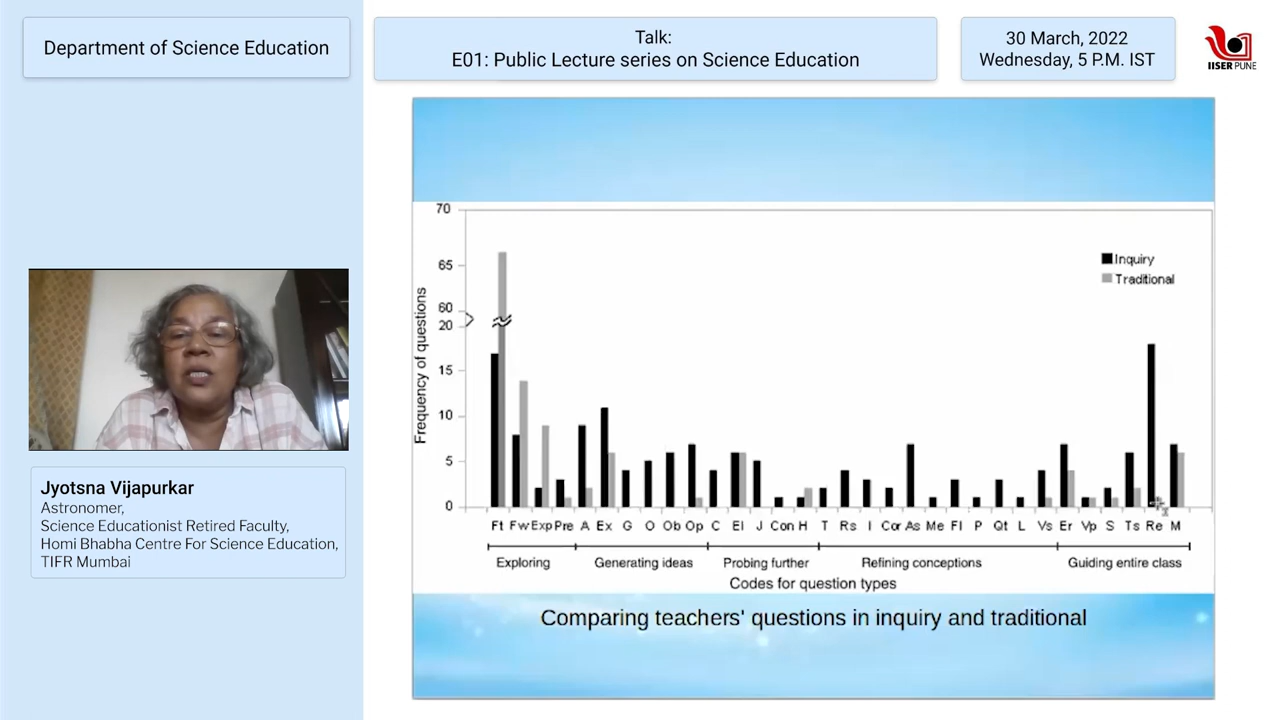 Department of Science Education
Talk:
E01: Public Lecture series on Science Education
30 March, 2022
Wednesday, 5 P.M. IST
IISER PUNE
Jyotsna Vijapurkar
Astronomer,
Science Educationist Retired Faculty,
Homi Bhabha Centre For Science Education,
TIFR Mumbai
70
65
60
20
15
10
5
0
Frequency of questions
Inquiry
Traditional
Ft Fw Exp Pre A Ex G O Ob Op C El J Con H T Rs I Cor As Me Fl P Qt L Vs Er Vp S Ts Re M
Exploring Generating ideas Probing further Refining conceptions Guiding entire class
Codes for question types
Comparing teachers' questions in inquiry and traditional